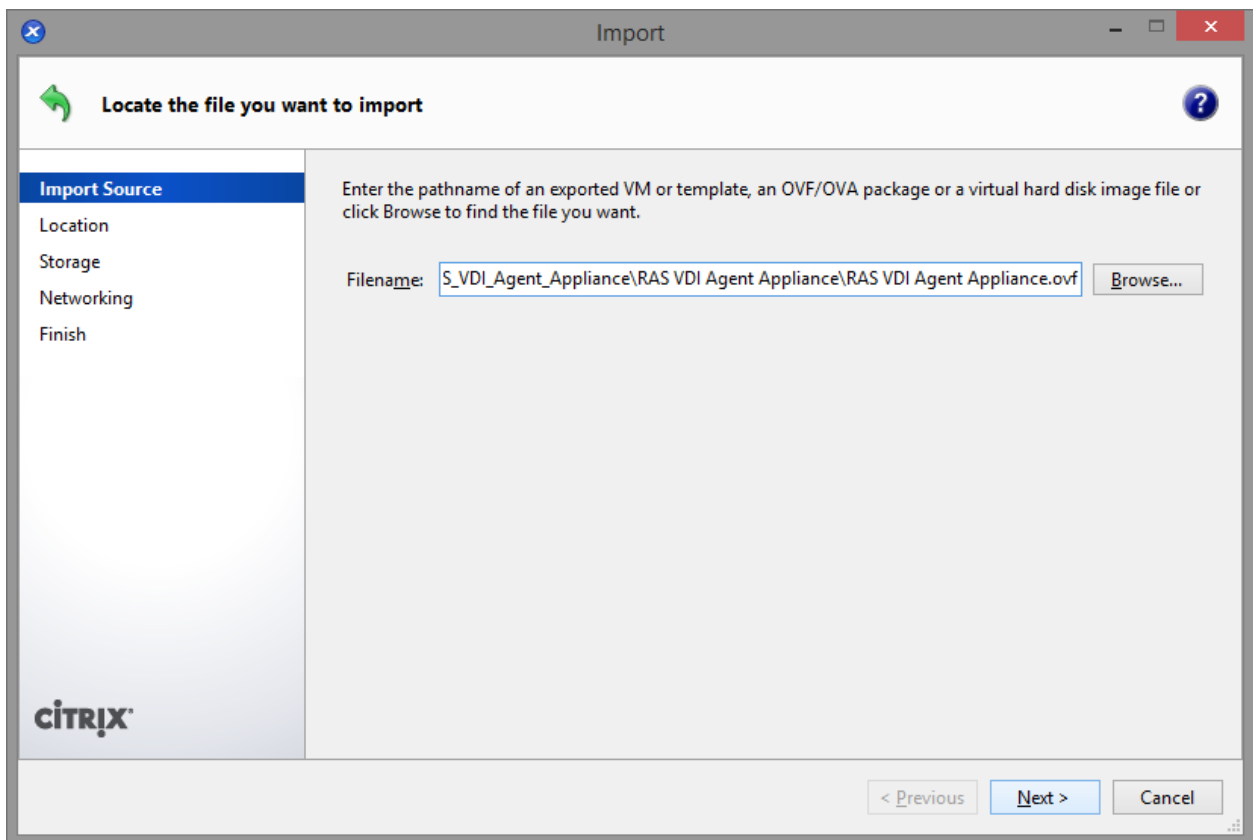 Import
Locate the file you want to import
?
Import Source
Location
Storage
Networking
Finish
Enter the pathname of an exported VM or template, an OVF/OVA package or a virtual hard disk image file or
click Browse to find the file you want.
Filename: S_VDI_Agent_Appliance\RAS VDI Agent Appliance\RAS VDI Agent Appliance.ovf Browse...
CITRIX
< Previous Next > Cancel